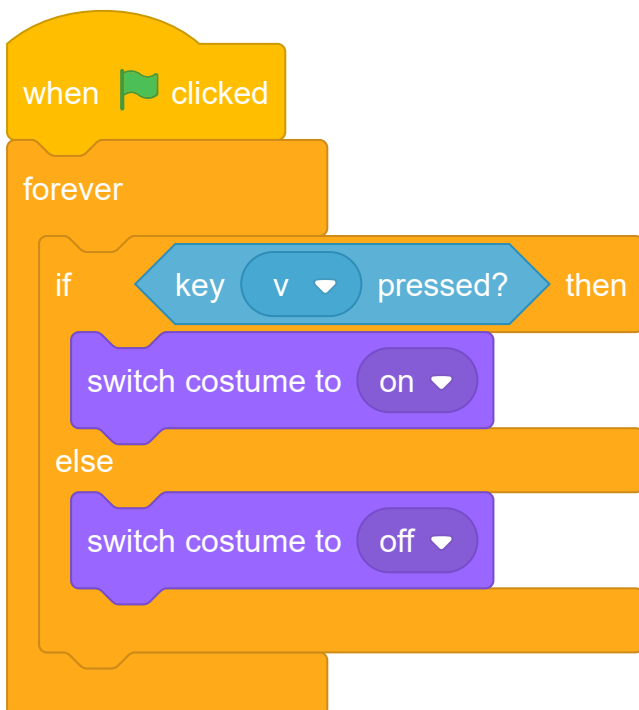 when clicked
forever
if key v pressed? then
switch costume to on
else
switch costume to off